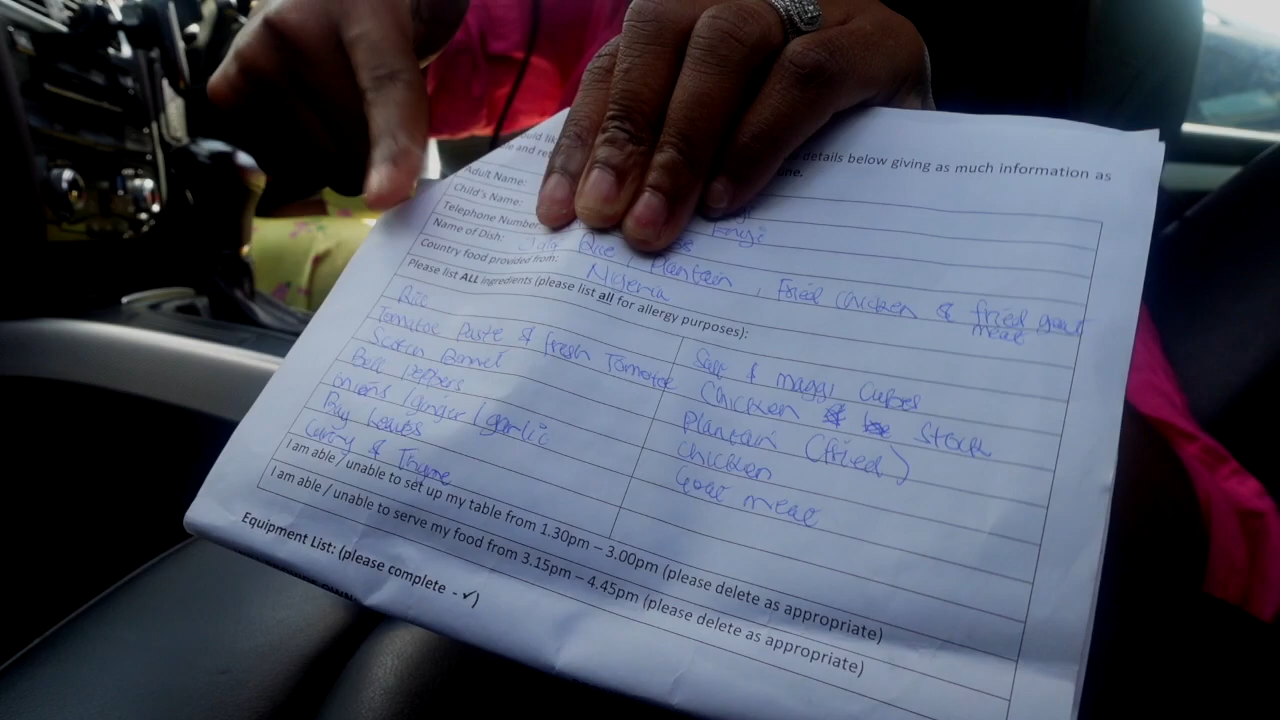 details below giving as much information as
Adult Name:
Child's Name:
Telephone Number
Name of Dish: Rice, Plantain, Fried chicken & fried goat meat
Country food provided from: Nigeria
Please list ALL ingredients (please list all for allergy purposes):
Rice
Tomatoe Paste & fresh Tomatoe
Scotch Bonnet
Bell Peppers
onions / ginger / garlic
Bay Leaves
Curry & Thyme
Salt & maggi cubes
Chicken Stock
Plantain (fried)
Chicken
Goat meat
I am able / unable to set up my table from 1.30pm – 3.00pm (please delete as appropriate)
I am able / unable to serve my food from 3.15pm – 4.45pm (please delete as appropriate)
Equipment List: (please complete - ✓)